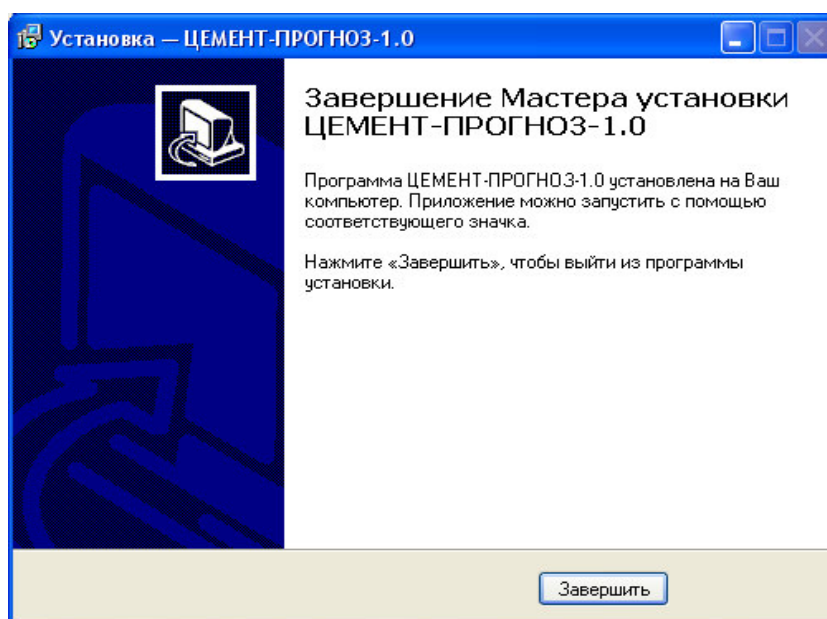 Установка — ЦЕМЕНТ-ПРОГНОЗ-1.0
Завершение Мастера установки
ЦЕМЕНТ-ПРОГНОЗ-1.0
Программа ЦЕМЕНТ-ПРОГНОЗ-1.0 установлена на Ваш
компьютер. Приложение можно запустить с помощью
соответствующего значка.
Нажмите «Завершить», чтобы выйти из программы
установки.
Завершить